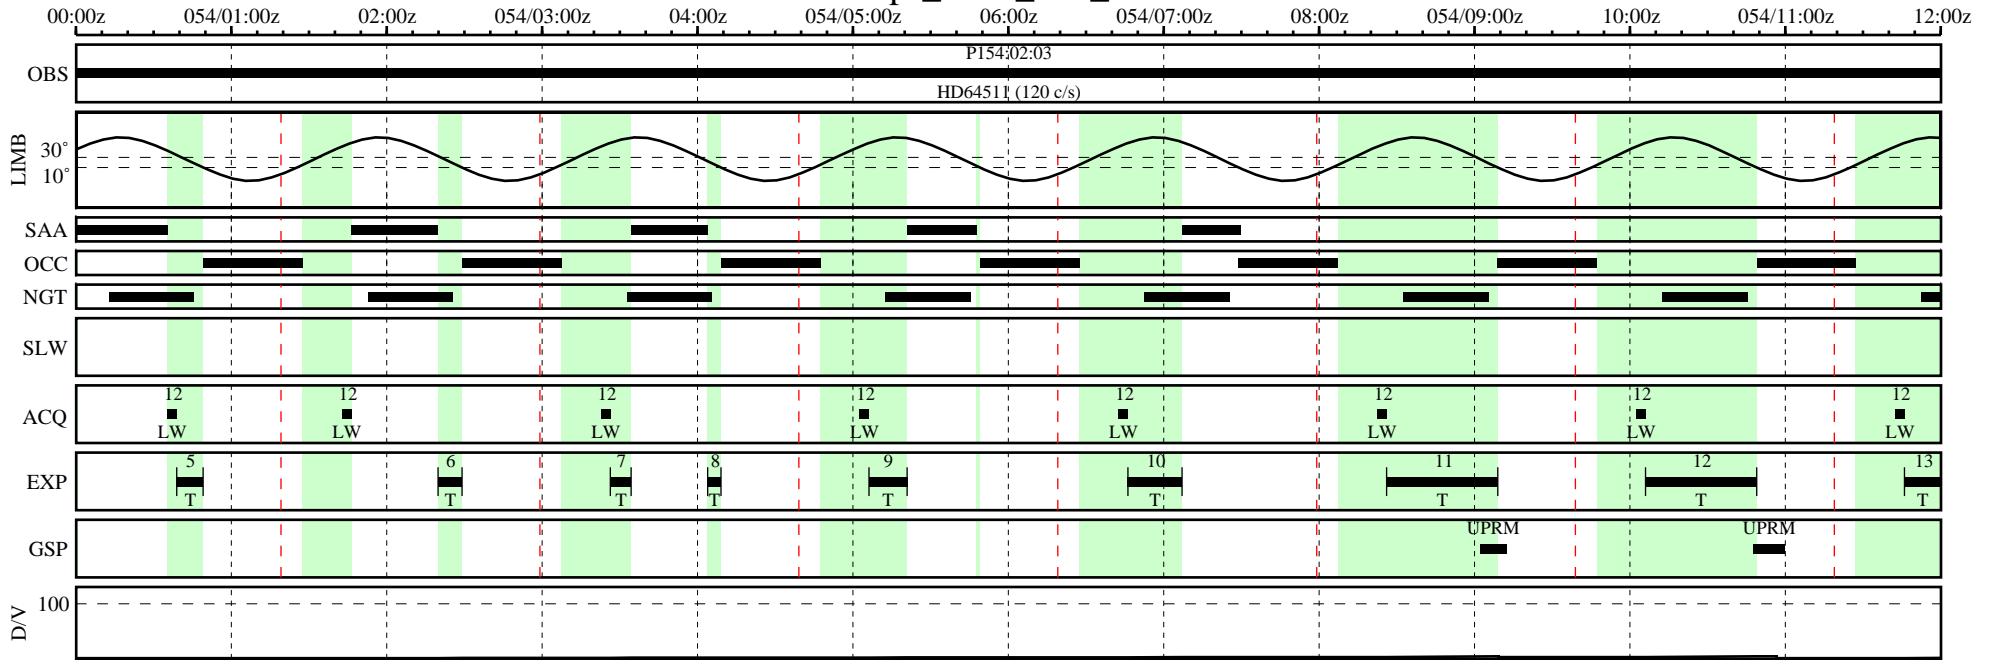 00:00z 054/01:00z 02:00z 054/03:00z 04:00z 054/05:00z 06:00z 054/07:00z 08:00z 054/09:00z 10:00z 054/11:00z 12:00z
P154:02:03
OBS
HD64511 (120 c/s)
LIMB
30°
10°
SAA
OCC
NGT
SLW
12 12 12 12 12 12 12 12
ACQ
LW LW LW LW LW LW LW LW
5 6 7 8 9 10 11 12 13
EXP
T T T T T T T T T
UPRM UPRM
GSP
100
D/V